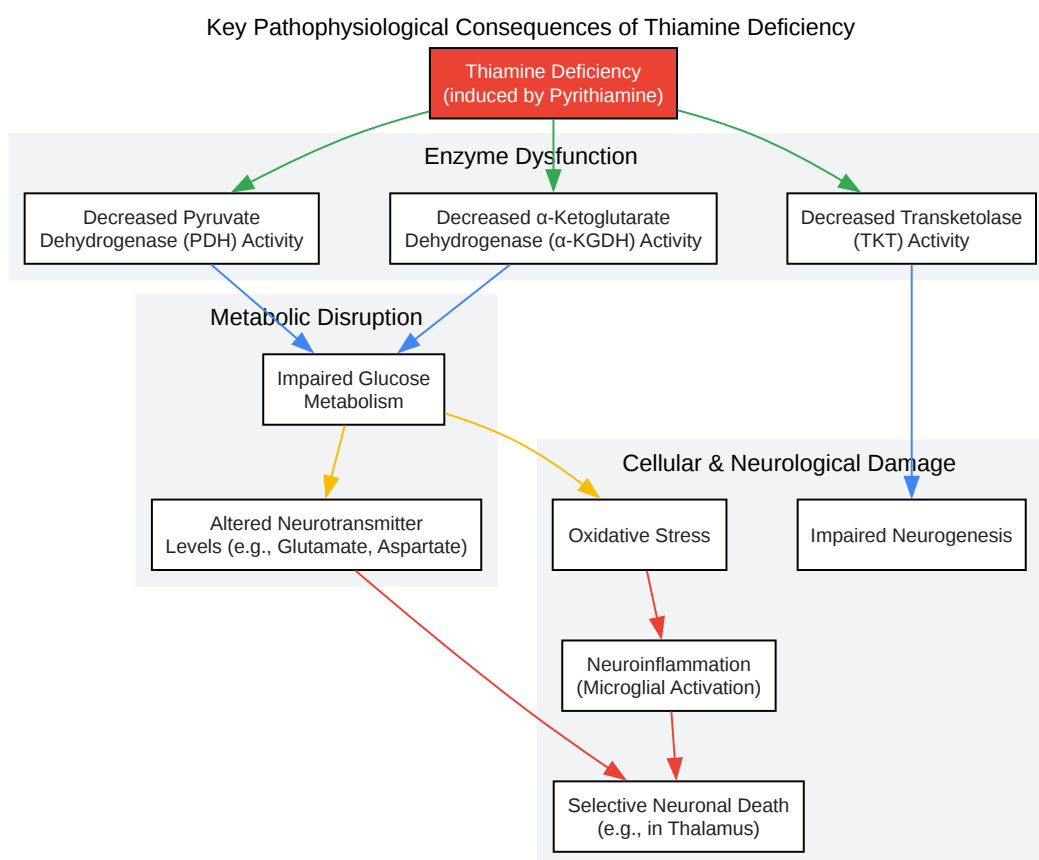 Key Pathophysiological Consequences of Thiamine Deficiency
Thiamine Deficiency
(induced by Pyrithiamine)
Enzyme Dysfunction
Decreased Pyruvate
Dehydrogenase (PDH) Activity
Decreased α-Ketoglutarate
Dehydrogenase (α-KGDH) Activity
Decreased Transketolase
(TKT) Activity
Metabolic Disruption
Impaired Glucose
Metabolism
Altered Neurotransmitter
Levels (e.g., Glutamate, Aspartate)
Cellular & Neurological Damage
Oxidative Stress
Impaired Neurogenesis
Neuroinflammation
(Microglial Activation)
Selective Neuronal Death
(e.g., in Thalamus)